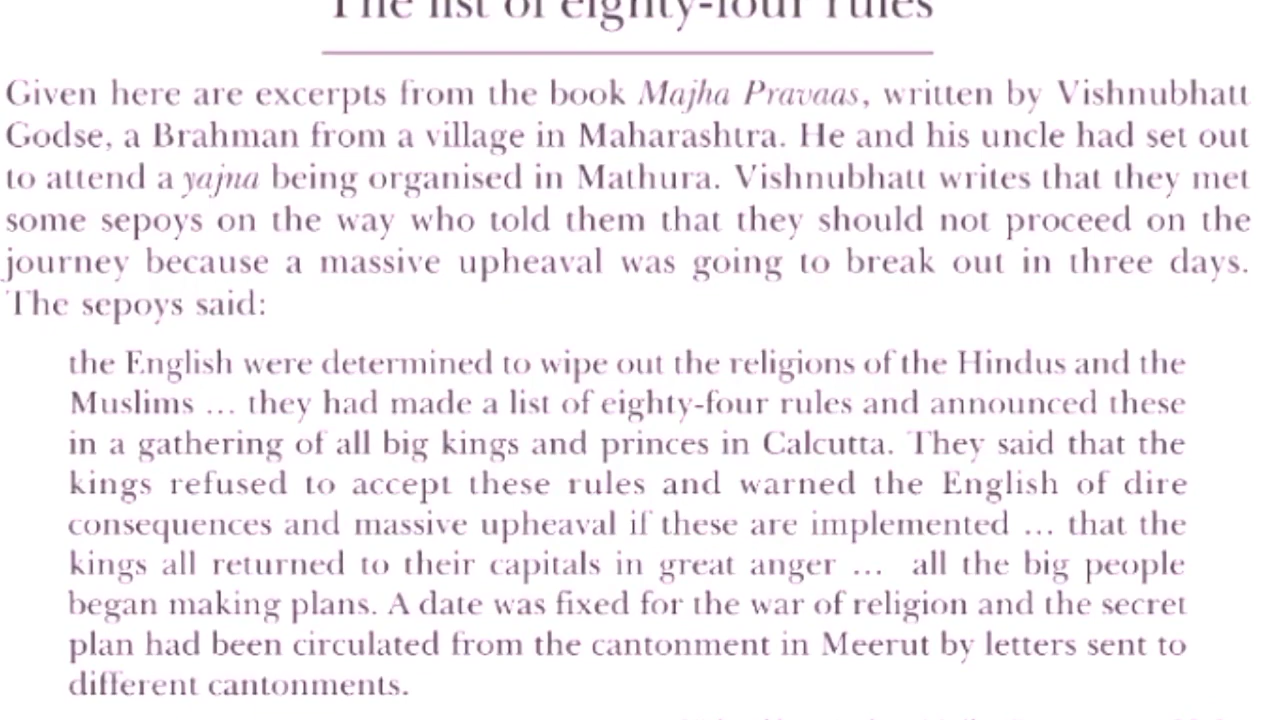 The list of eighty-four rules
Given here are excerpts from the book Majha Pravaas, written by Vishnubhatt
Godse, a Brahman from a village in Maharashtra. He and his uncle had set out
to attend a yajna being organised in Mathura. Vishnubhatt writes that they met
some sepoys on the way who told them that they should not proceed on the
journey because a massive upheaval was going to break out in three days.
The sepoys said:
the English were determined to wipe out the religions of the Hindus and the
Muslims ... they had made a list of eighty-four rules and announced these
in a gathering of all big kings and princes in Calcutta. They said that the
kings refused to accept these rules and warned the English of dire
consequences and massive upheaval if these are implemented ... that the
kings all returned to their capitals in great anger ... all the big people
began making plans. A date was fixed for the war of religion and the secret
plan had been circulated from the cantonment in Meerut by letters sent to
different cantonments.